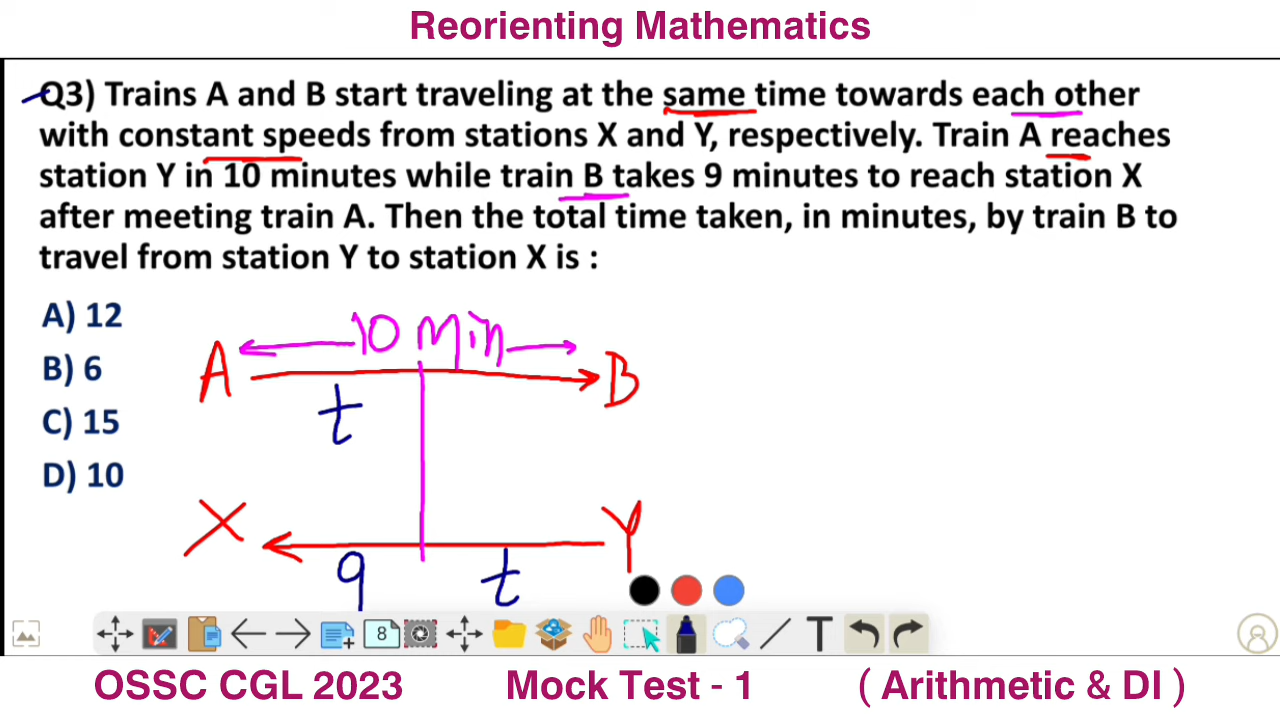 Reorienting Mathematics
Q3) Trains A and B start traveling at the same time towards each other
with constant speeds from stations X and Y, respectively. Train A reaches
station Y in 10 minutes while train B takes 9 minutes to reach station X
after meeting train A. Then the total time taken, in minutes, by train B to
travel from station Y to station X is :
A) 12
B) 6
C) 15
D) 10
10 Min
A B
t
X Y
9 t
8
T
OSSC CGL 2023 Mock Test - 1 ( Arithmetic & DI )